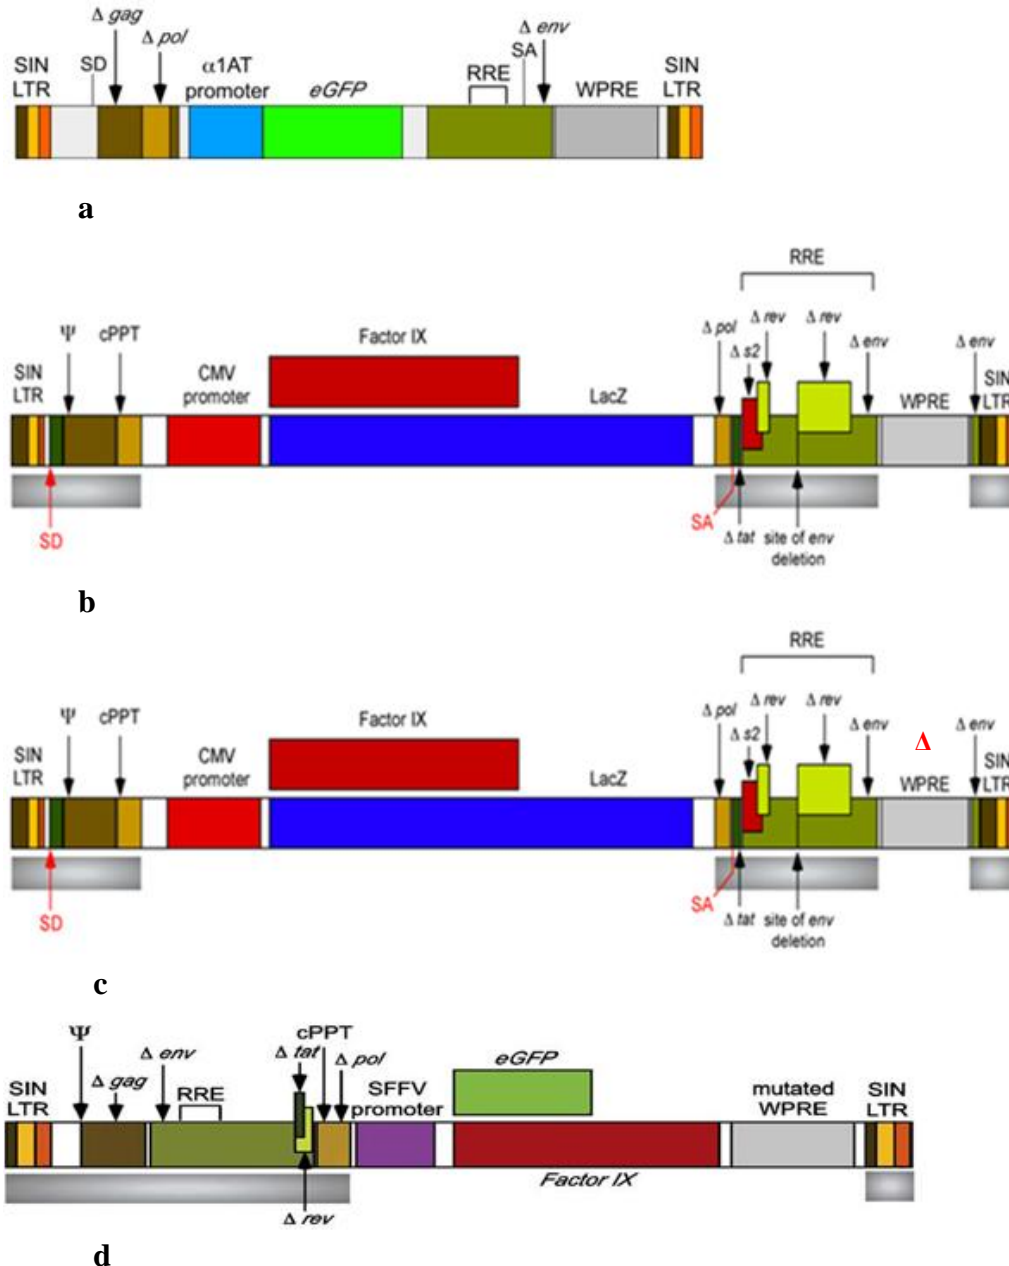 Δ gag
Δ pol
Δ env
SIN
LTR
SD
α1AT
promoter
eGFP
RRE
SA
WPRE
SIN
LTR
a
RRE
Ψ
cPPT
Factor IX
Δ pol
Δ rev
Δ rev
Δ s2
Δ env
Δ env
SIN
LTR
CMV
promoter
LacZ
WPRE
SIN
LTR
SD
SA
Δ tat
site of env
deletion
b
RRE
Ψ
cPPT
Factor IX
Δ pol
Δ rev
Δ rev
Δ s2
Δ env
Δ
Δ env
SIN
LTR
CMV
promoter
LacZ
WPRE
SIN
LTR
SD
SA
Δ tat
site of env
deletion
c
Ψ
cPPT
Δ env
Δ tat
Δ pol
eGFP
SIN
LTR
Δ gag
RRE
SFFV
promoter
mutated
WPRE
SIN
LTR
Factor IX
Δ rev
d